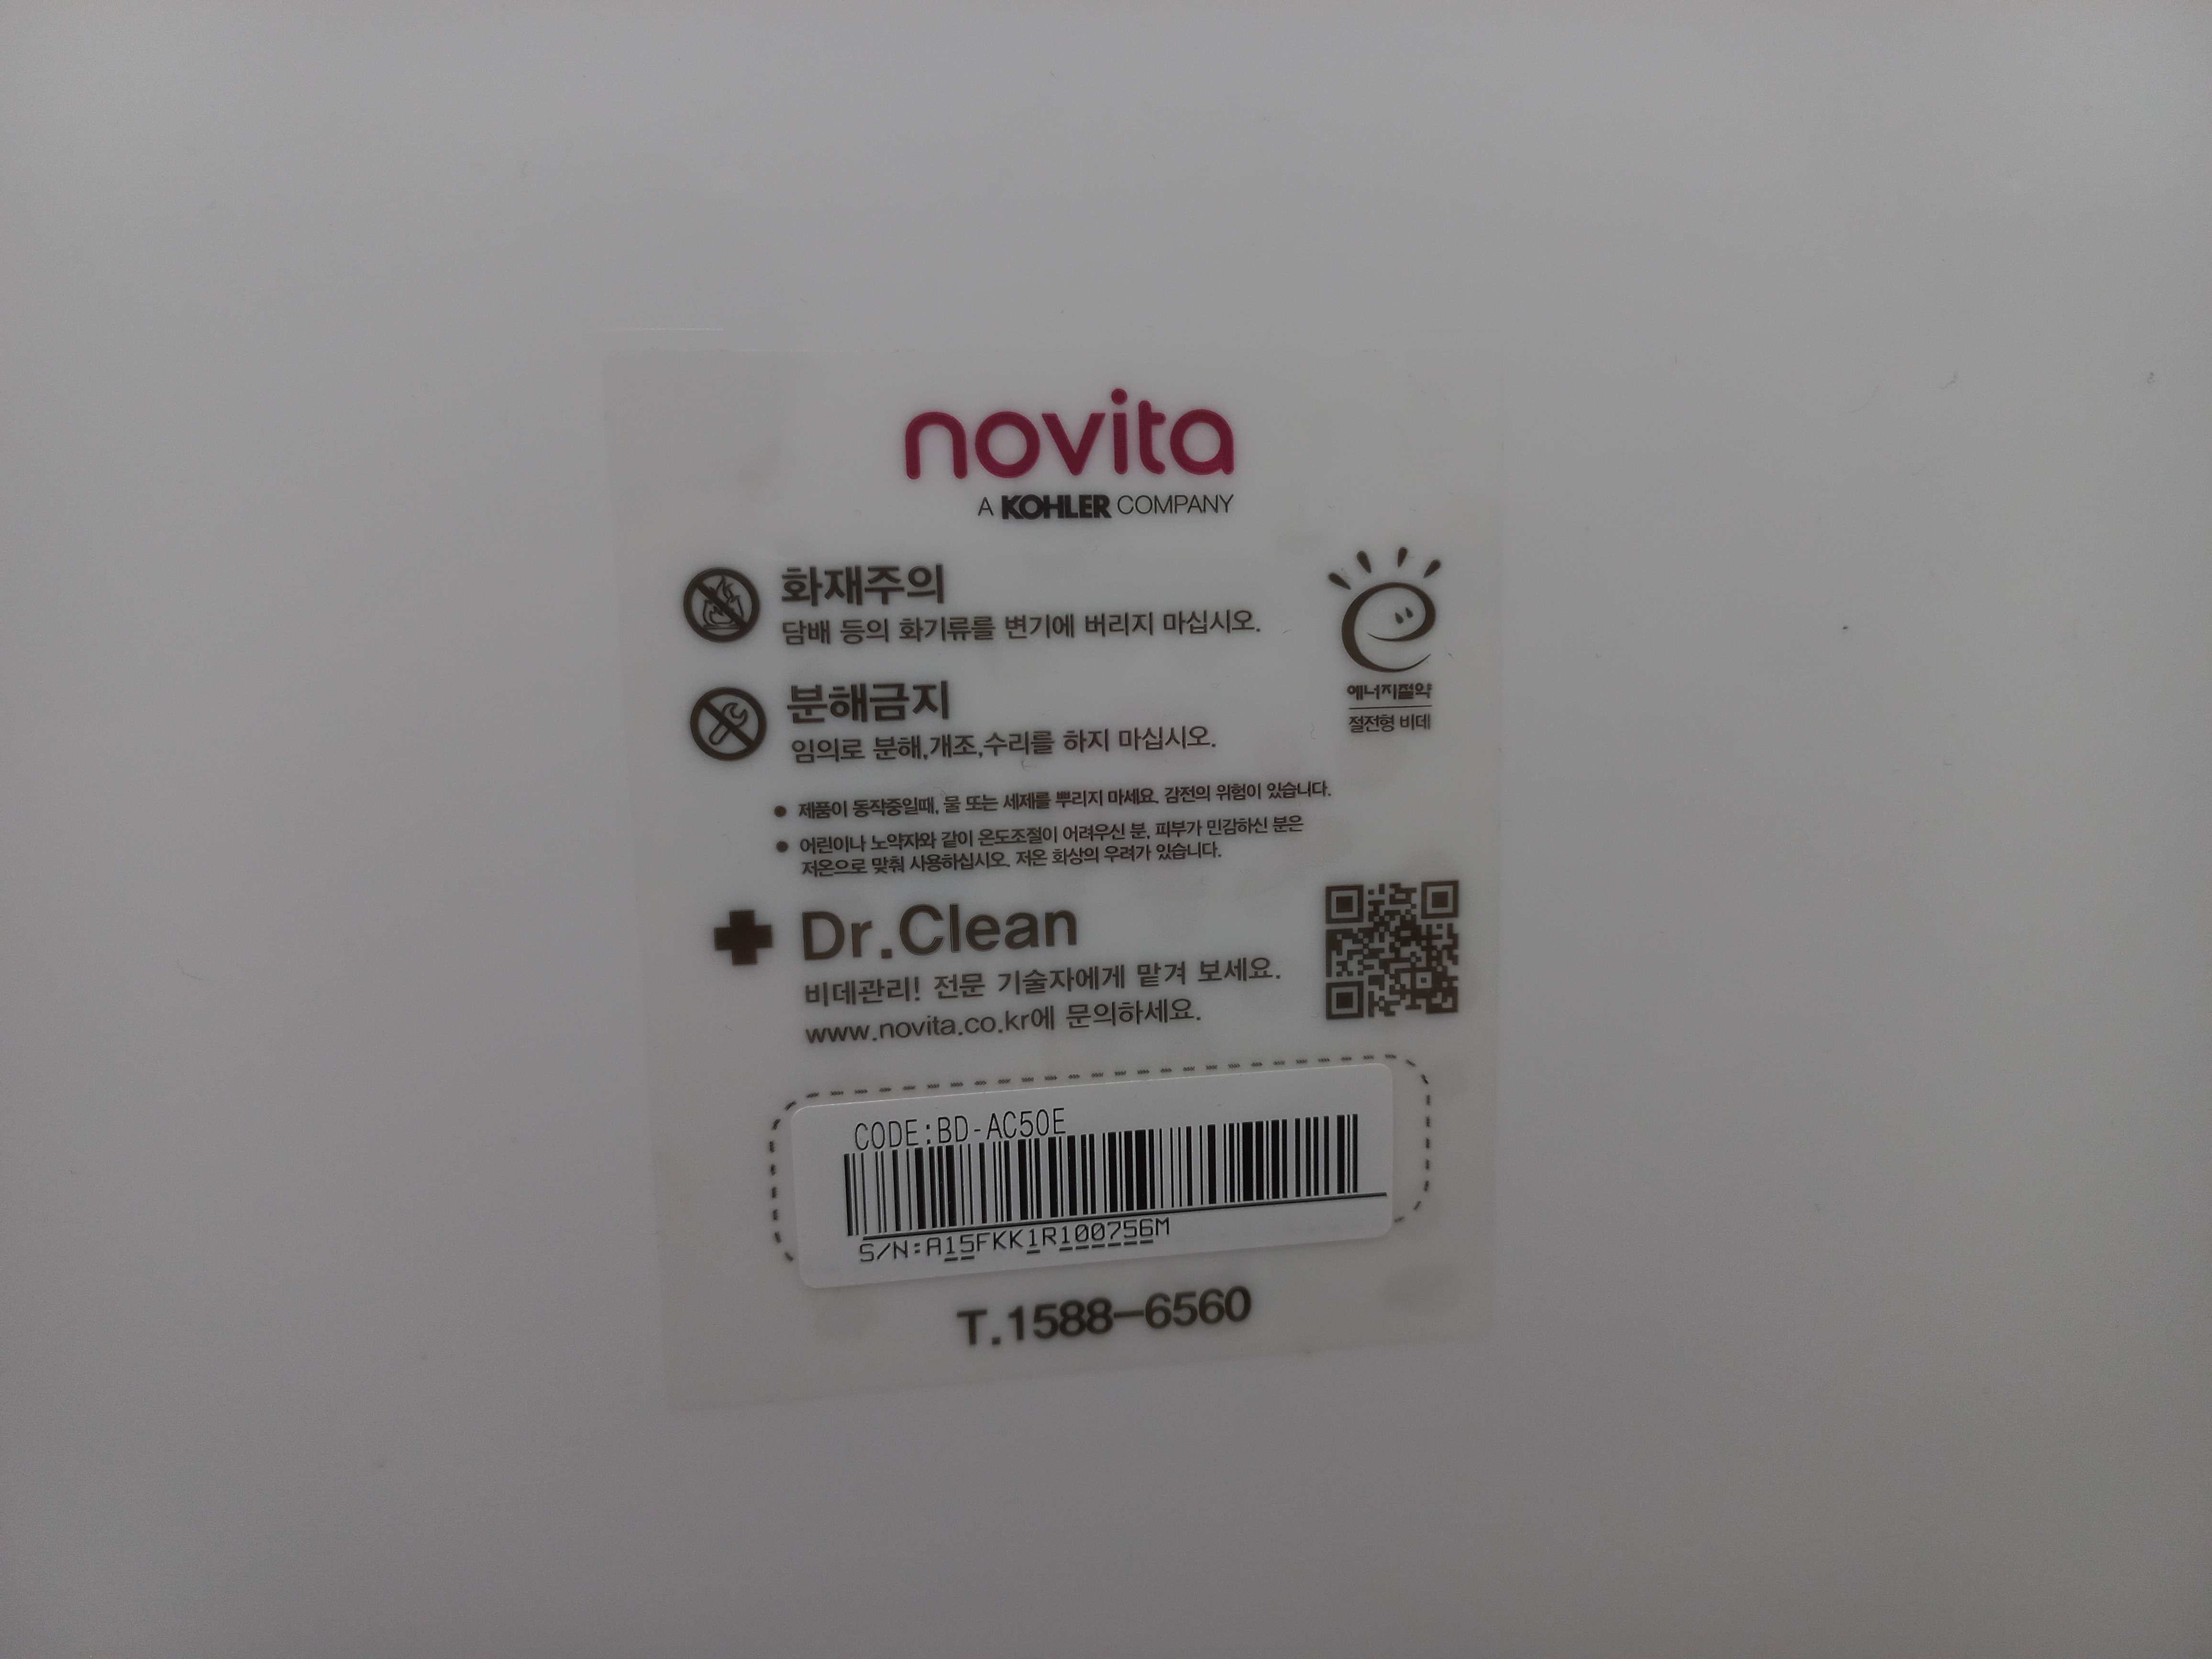 novita
A KOHLER COMPANY
화재주의
담배 등의 화기류를 변기에 버리지 마십시오.
에너지절약
절전형 비데
분해금지
임의로 분해,개조,수리를 하지 마십시오.
● 제품이 동작중일때, 물 또는 세제를 뿌리지 마세요. 감전의 위험이 있습니다.
● 어린이나 노약자와 같이 온도조절이 어려우신 분, 피부가 민감하신 분은
저온으로 맞춰 사용하십시오. 저온 화상의 우려가 있습니다.
Dr.Clean
비데관리! 전문 기술자에게 맡겨 보세요.
www.novita.co.kr에 문의하세요.
CODE:BD-AC50E
S/N:A15FKK1R100756M
T.1588-6560